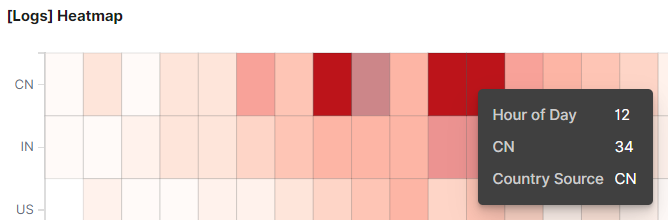 [Logs] Heatmap
CN
Hour of Day 12
IN
CN 34
Country Source CN
US